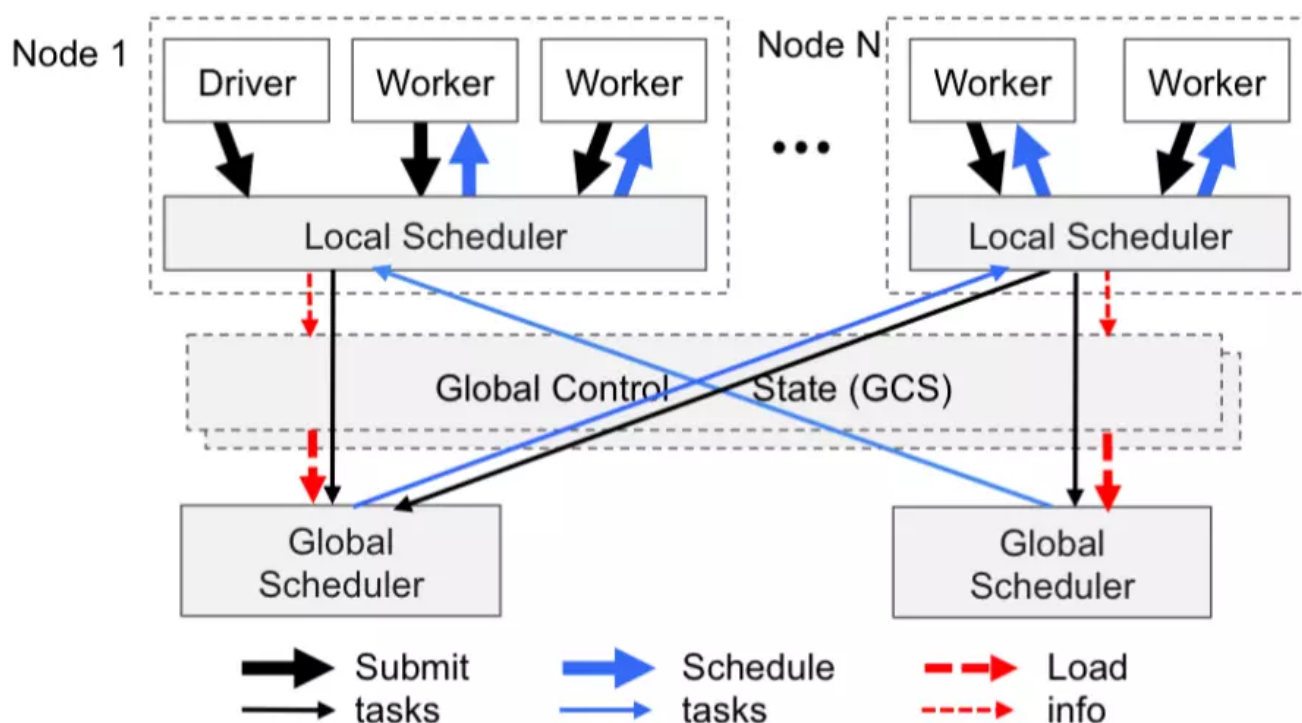 Node 1
Driver
Worker
Worker
Node N
Worker
Worker
Local Scheduler
Local Scheduler
Global Control State (GCS)
Global
Scheduler
Global
Scheduler
Submit
tasks
Schedule
tasks
Load
info